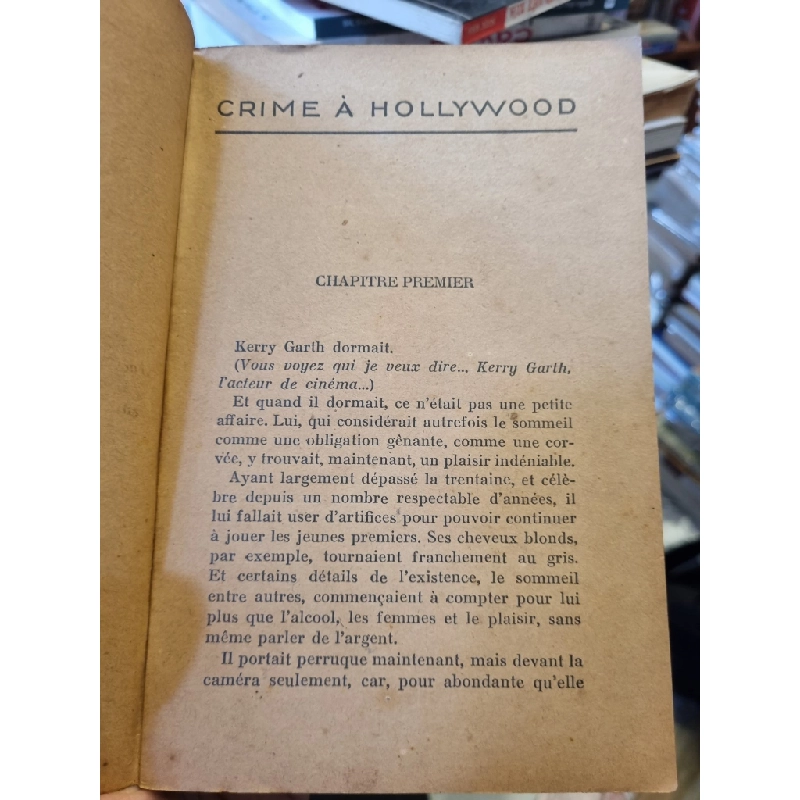 CRIME À HOLLYWOOD
CHAPITRE PREMIER
Kerry Garth dormait.
(Vous voyez qui je veux dire... Kerry Garth,
l'acteur de cinéma...)
Et quand il dormait, ce n'était pas une petite
affaire. Lui, qui considérait autrefois le sommeil
comme une obligation gênante, comme une cor-
vée, y trouvait, maintenant, un plaisir indéniable.
Ayant largement dépassé la trentaine, et célè-
bre depuis un nombre respectable d'années, il
lui fallait user d'artifices pour pouvoir continuer
à jouer les jeunes premiers. Ses cheveux blonds,
par exemple, tournaient franchement au gris.
Et certains détails de l'existence, le sommeil
entre autres, commençaient à compter pour lui
plus que l'alcool, les femmes et le plaisir, sans
même parler de l'argent.
Il portait perruque maintenant, mais devant la
caméra seulement, car, pour abondante qu'elle